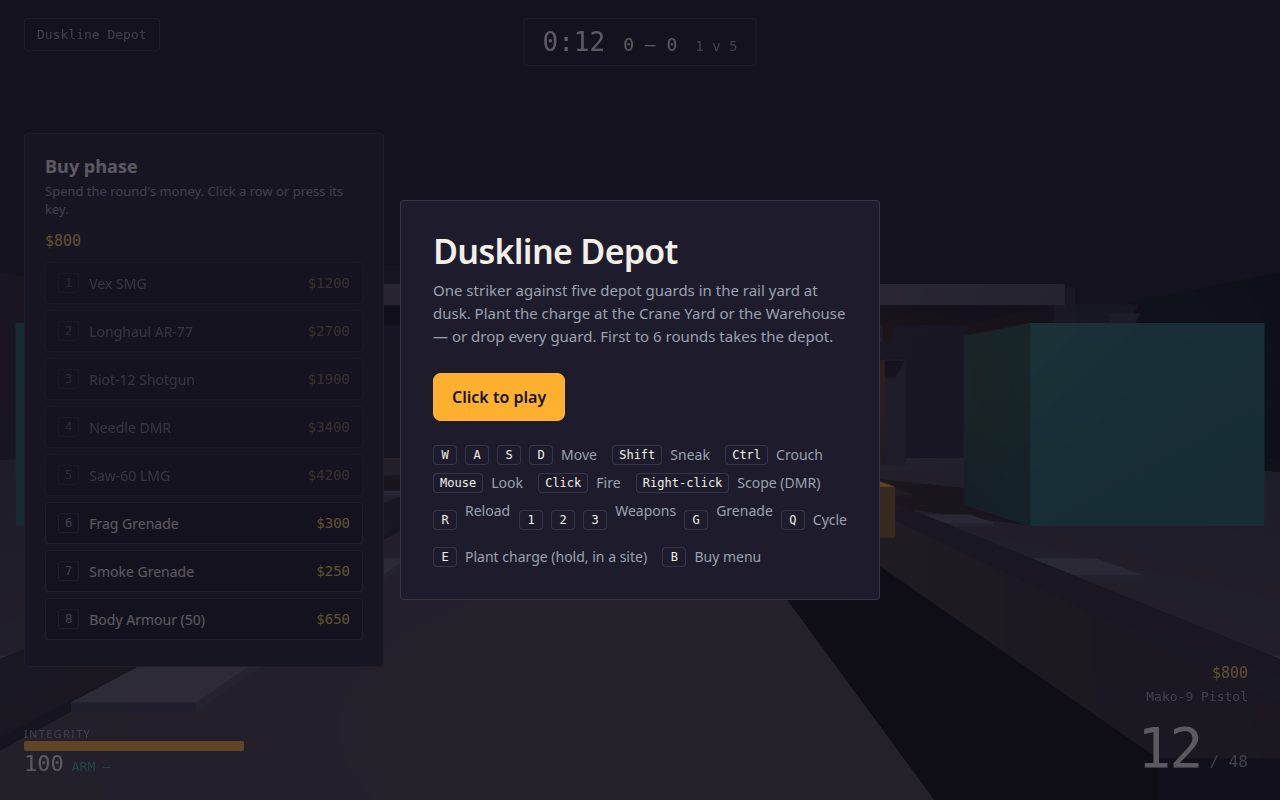 Duskline Depot
0:12 0 — 0 1 v 5
Buy phase
Spend the round's money. Click a row or press its
key.
$800
1 Vex SMG $1200
2 Longhaul AR-77 $2700
3 Riot-12 Shotgun $1900
4 Needle DMR $3400
5 Saw-60 LMG $4200
6 Frag Grenade $300
7 Smoke Grenade $250
8 Body Armour (50) $650
Duskline Depot
One striker against five depot guards in the rail yard at
dusk. Plant the charge at the Crane Yard or the Warehouse
— or drop every guard. First to 6 rounds takes the depot.
Click to play
W A S D Move Shift Sneak Ctrl Crouch
Mouse Look Click Fire Right-click Scope (DMR)
R Reload 1 2 3 Weapons G Grenade Q Cycle
E Plant charge (hold, in a site) B Buy menu
INTEGRITY
100 ARM —
$800
Mako-9 Pistol
12 / 48